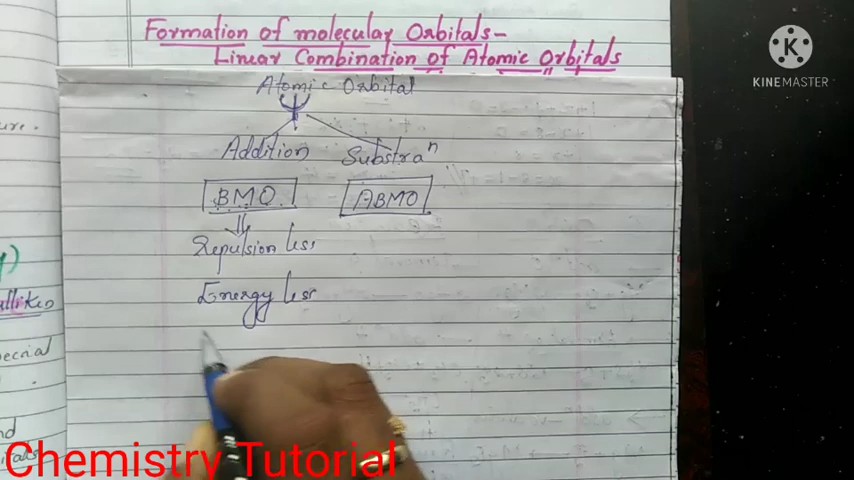 Formation of molecular Orbitals-
Linear Combination of Atomic Orbitals
KINEMASTER
Atomic Orbital
ψ
Addition Substraⁿ
BMO ABMO
Repulsion less
Energy less
Chemistry Tutorial